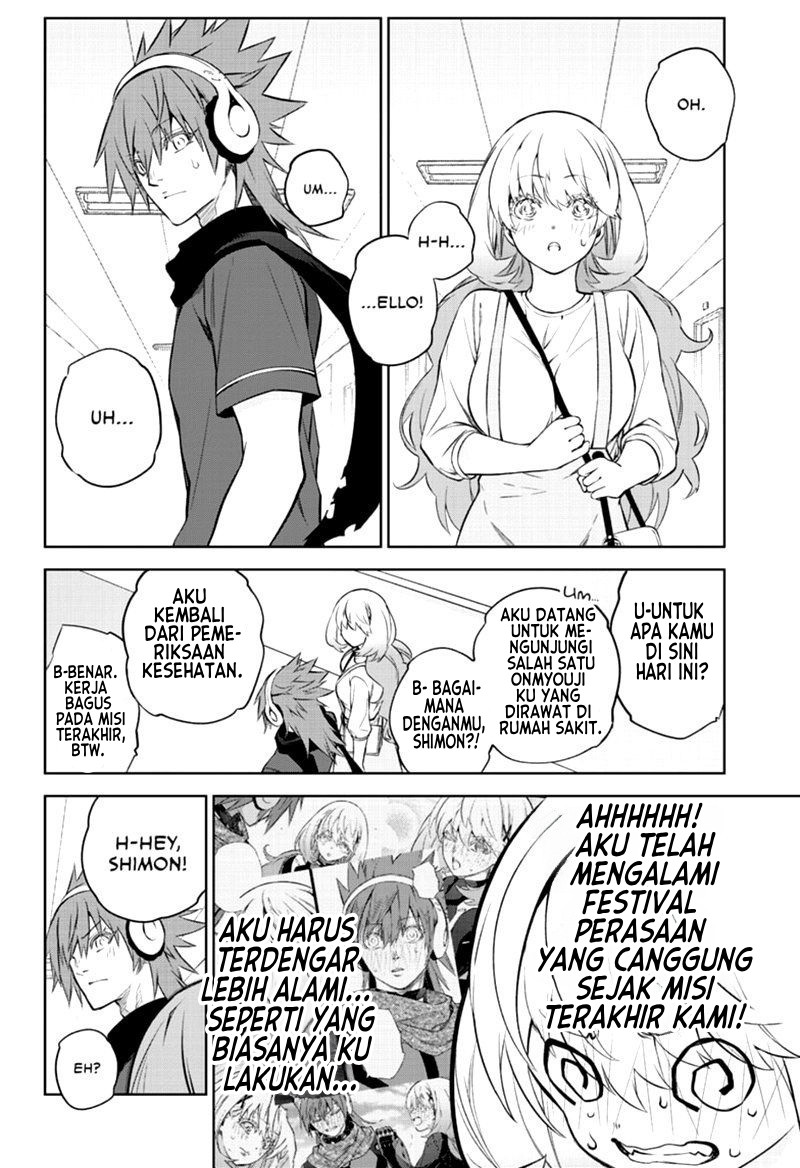 OH.
H-H...
...ELLO!
UM...
UH...
U-UNTUK
APA KAMU
DI SINI
HARI INI?
Um...
AKU DATANG
UNTUK ME-
NGUNJUNGI
SALAH SATU
ONMYOUJI
KU YANG
DIRAWAT DI
RUMAH SAKIT.
B- BAGAI-
MANA
DENGANMU,
SHIMON?!
AKU
KEMBALI
DARI PEME-
RIKSAAN
KESEHATAN.
B-BENAR.
KERJA
BAGUS
PADA MISI
TERAKHIR,
BTW.
AHHHHHH!
AKU TELAH
MENGALAMI
FESTIVAL
PERASAAN
YANG CANGGUNG
SEJAK MISI
TERAKHIR KAMI!
AKU HARUS
TERDENGAR
LEBIH ALAMI...
SEPERTI YANG
BIASANYA KU
LAKUKAN...
H-HEY,
SHIMON!
EH?